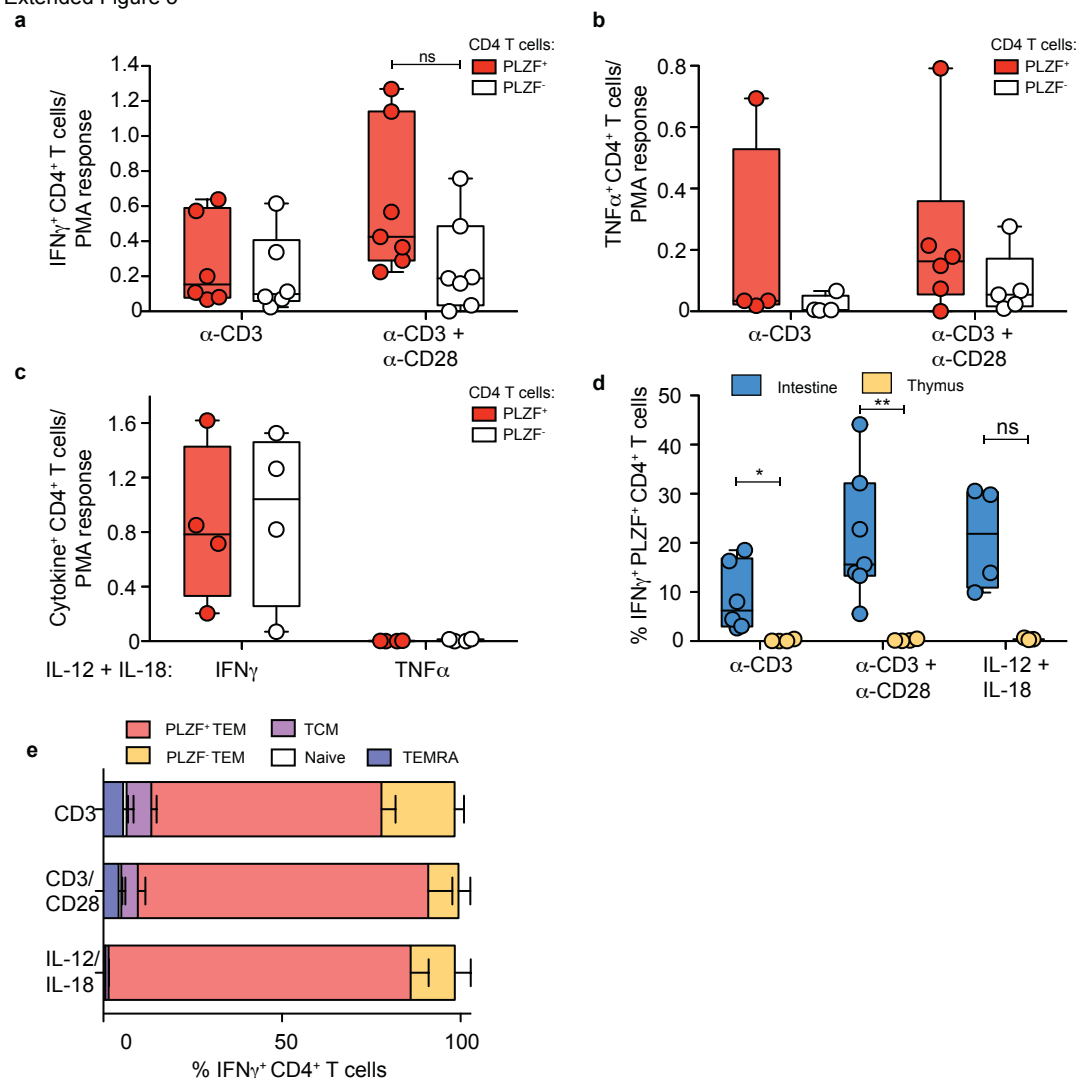 Extended Figure
a
CD4 T cells:
PLZF⁺
PLZF⁻
ns
1.4
1.2
1.0
0.8
0.6
0.4
0.2
0
IFNγ⁺ CD4⁺ T cells/
PMA response
α-CD3
α-CD3 +
α-CD28
b
CD4 T cells:
PLZF⁺
PLZF⁻
0.8
0.6
0.4
0.2
0
TNFα⁺ CD4⁺ T cells/
PMA response
α-CD3
α-CD3 +
α-CD28
c
CD4 T cells:
PLZF⁺
PLZF⁻
1.6
1.2
0.8
0.4
0
Cytokine⁺ CD4⁺ T cells/
PMA response
IL-12 + IL-18: IFNγ TNFα
d
Intestine Thymus
50
40
30
20
10
0
% IFNγ⁺ PLZF⁺ CD4⁺ T cells
*
**
ns
α-CD3
α-CD3 +
α-CD28
IL-12 +
IL-18
e
PLZF⁺ TEM TCM
PLZF⁻ TEM Naive TEMRA
CD3
CD3/
CD28
IL-12/
IL-18
0 50 100
% IFNγ⁺ CD4⁺ T cells